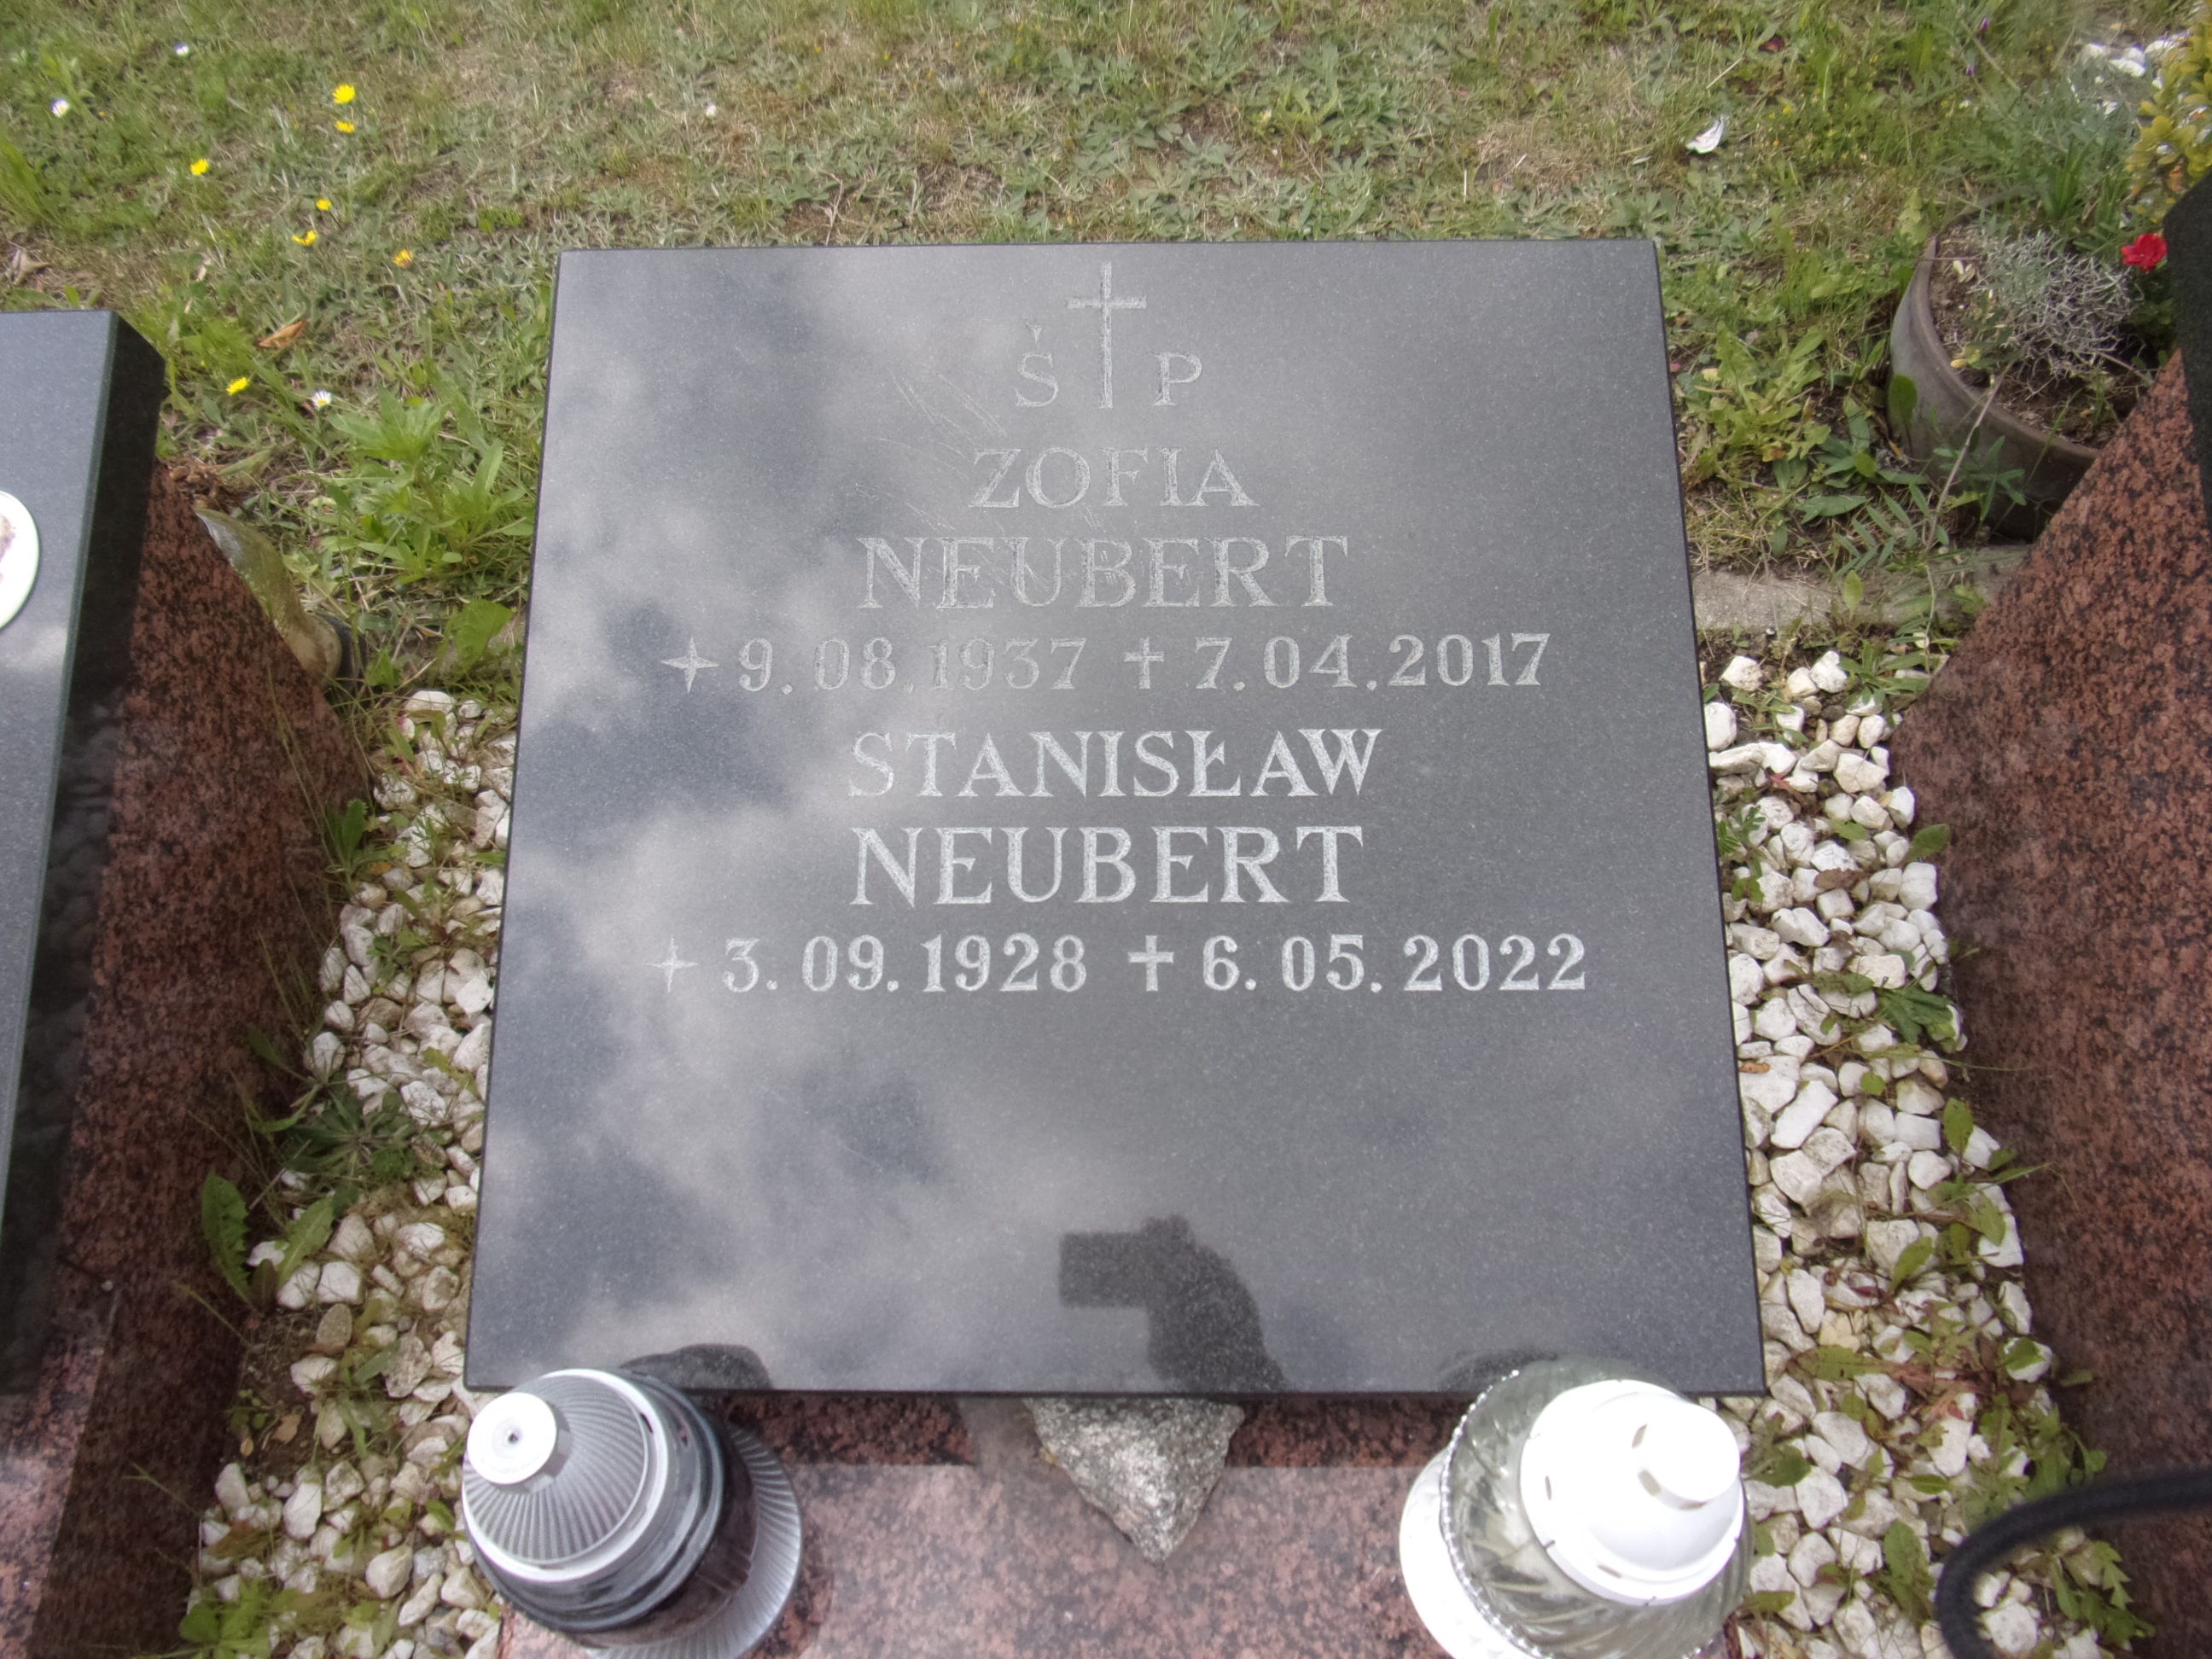 Ś P
ZOFIA
NEUBERT
9.08.1937 ✝ 7.04.2017
STANISŁAW
NEUBERT
3.09.1928 ✝ 6.05.2022